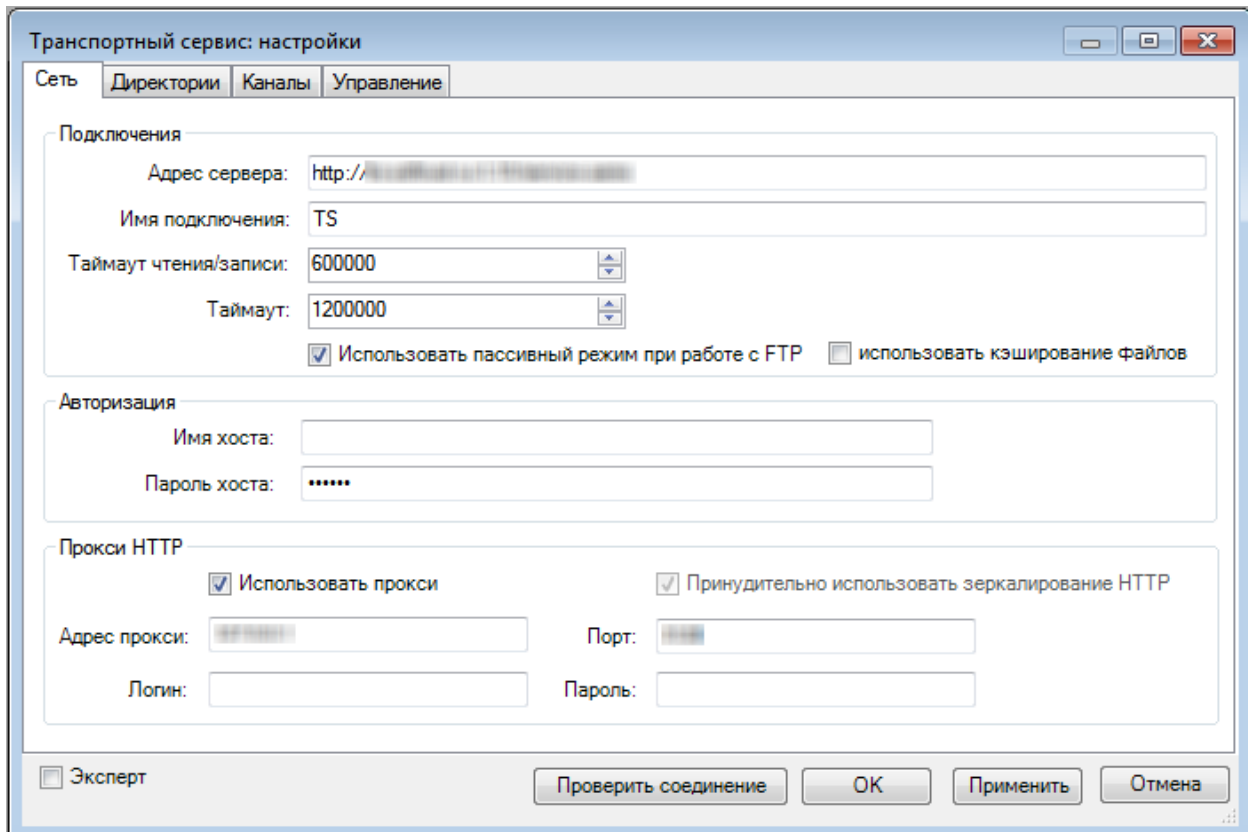 Транспортный сервис: настройки
Сеть Директории Каналы Управление
Подключения
Адрес сервера: http://
Имя подключения: TS
Таймаут чтения/записи: 600000
Таймаут: 1200000
Использовать пассивный режим при работе с FTP использовать кэширование файлов
Авторизация
Имя хоста:
Пароль хоста: ••••••
Прокси HTTP
Использовать прокси Принудительно использовать зеркалирование HTTP
Адрес прокси: Порт:
Логин: Пароль:
Эксперт Проверить соединение OK Применить Отмена